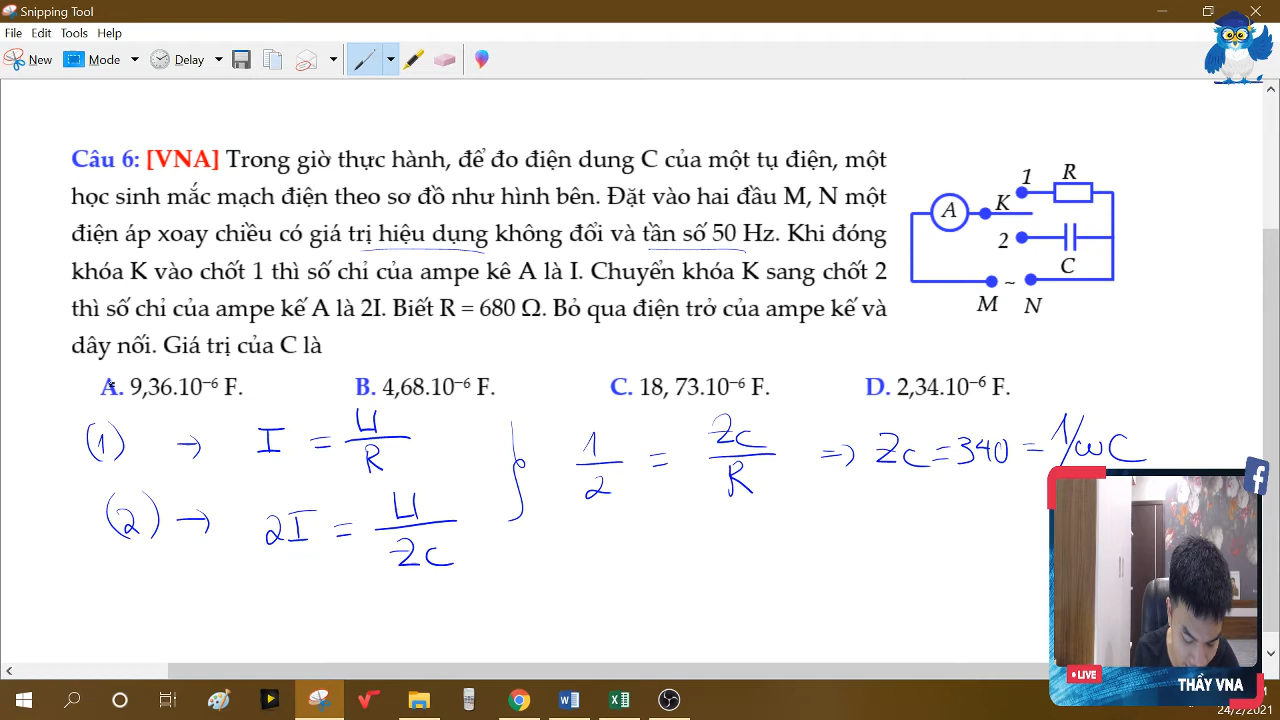 Snipping Tool
File Edit Tools Help
New Mode Delay
Câu 6: [VNA] Trong giờ thực hành, để đo điện dung C của một tụ điện, một
học sinh mắc mạch điện theo sơ đồ như hình bên. Đặt vào hai đầu M, N một
điện áp xoay chiều có giá trị hiệu dụng không đổi và tần số 50 Hz. Khi đóng
khóa K vào chốt 1 thì số chỉ của ampe kê A là I. Chuyển khóa K sang chốt 2
thì số chỉ của ampe kế A là 2I. Biết R = 680 Ω. Bỏ qua điện trở của ampe kế và
dây nối. Giá trị của C là
1 R
A K
2
C
~
M N
A. 9,36.10⁻⁶ F. B. 4,68.10⁻⁶ F. C. 18, 73.10⁻⁶ F. D. 2,34.10⁻⁶ F.
(1) → I = U/R } 1/2 = Zc/R => Zc = 340 = 1/ωC
(2) → 2I = U/Zc
LIVE
THẦY VNA
24/2/2021